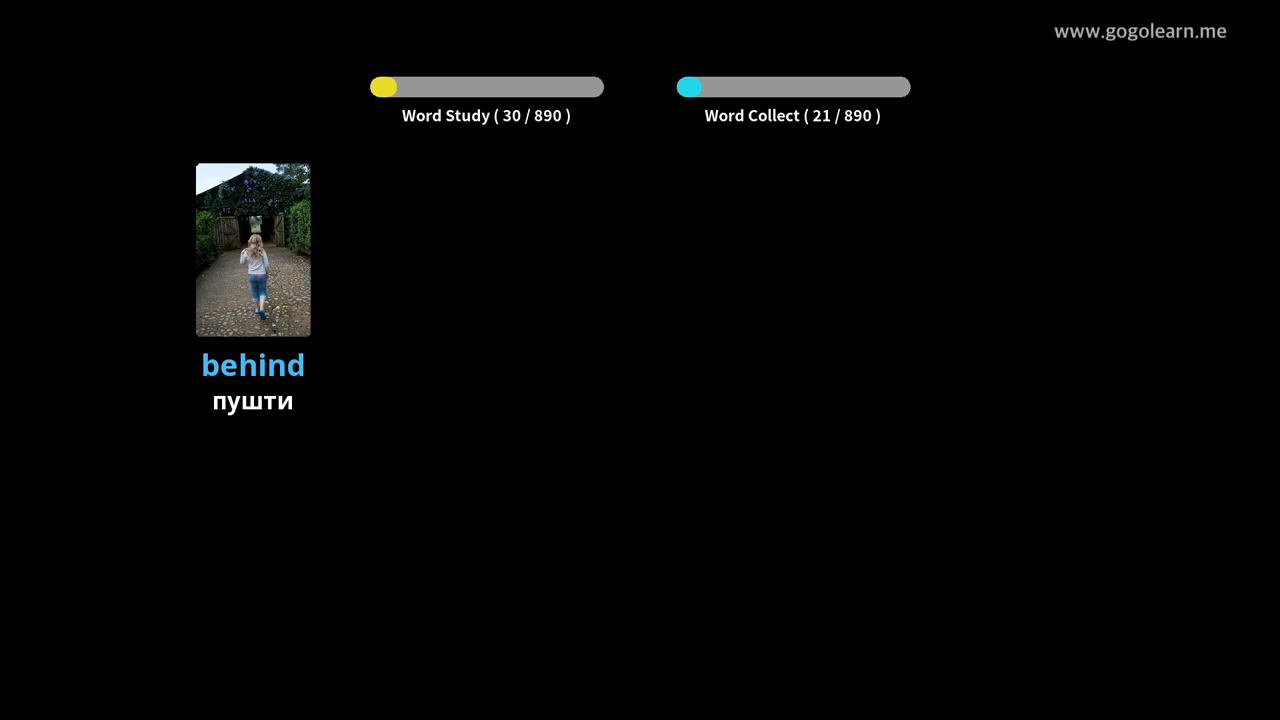 www.gogolearn.me
Word Study ( 30 / 890 )
Word Collect ( 21 / 890 )
behind
пушти